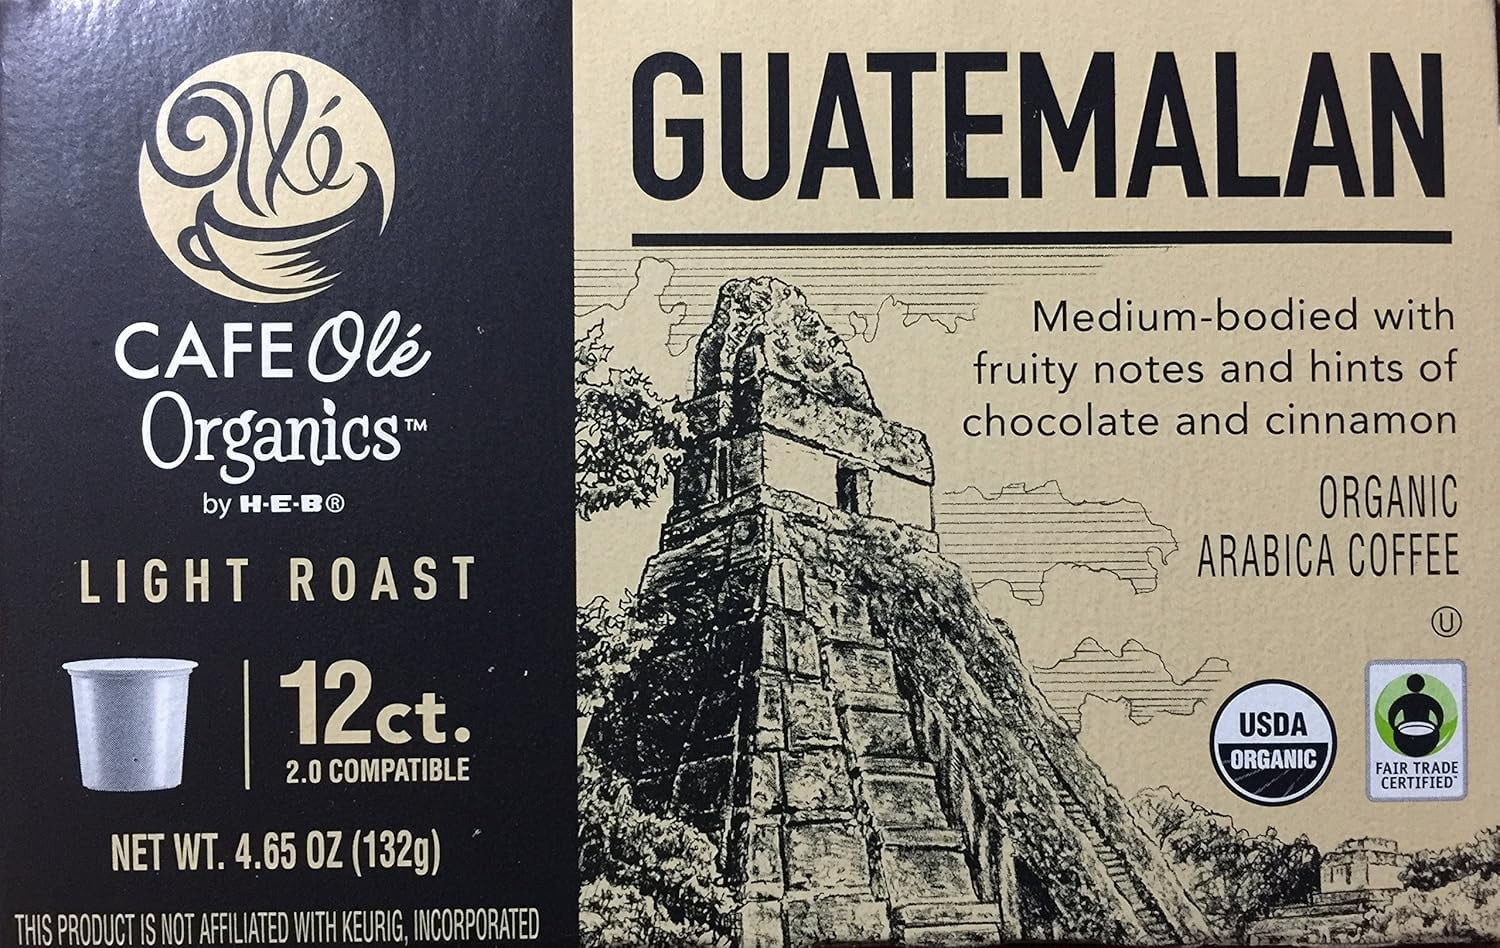 Olé
CAFE Olé
Organics™
by H-E-B®
LIGHT ROAST
12ct.
2.0 COMPATIBLE
NET WT. 4.65 OZ (132g)
THIS PRODUCT IS NOT AFFILIATED WITH KEURIG, INCORPORATED
GUATEMALAN
Medium-bodied with
fruity notes and hints of
chocolate and cinnamon
ORGANIC
ARABICA COFFEE
U
USDA
ORGANIC
FAIR TRADE
CERTIFIED™